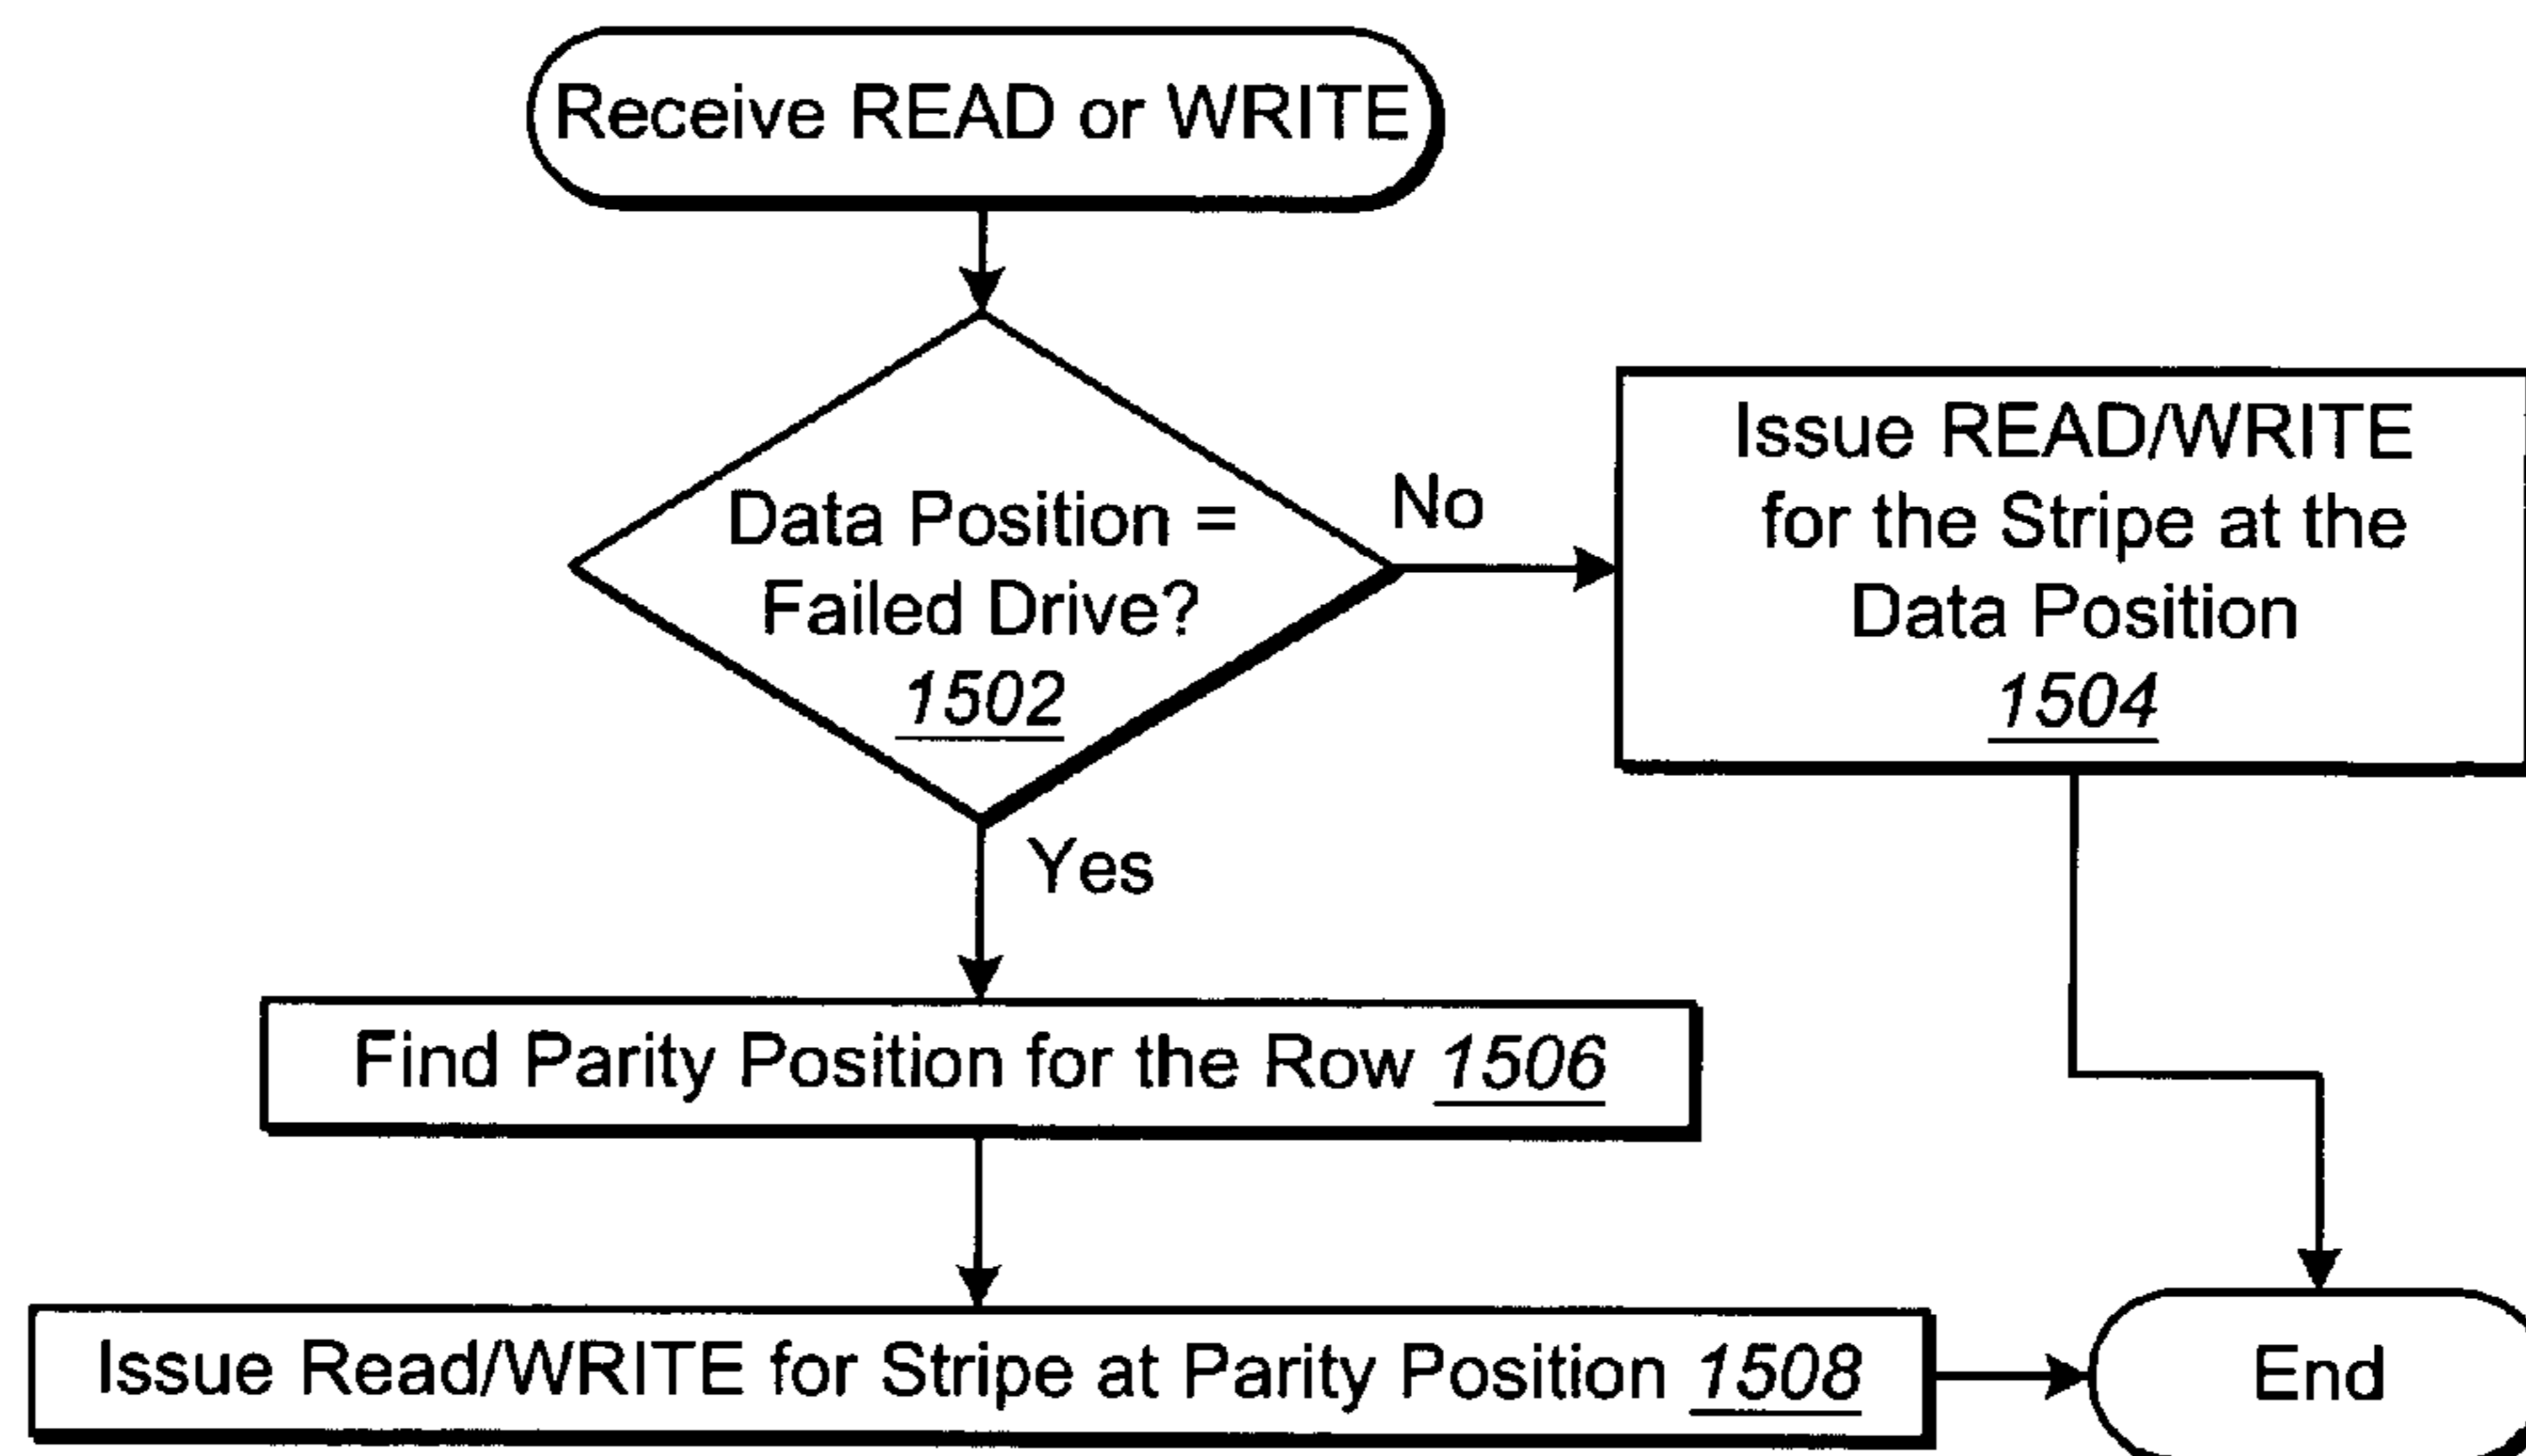 Receive READ or WRITE
Data Position =
Failed Drive?
1502
No
Issue READ/WRITE
for the Stripe at the
Data Position
1504
Yes
Find Parity Position for the Row 1506
Issue Read/WRITE for Stripe at Parity Position 1508
End